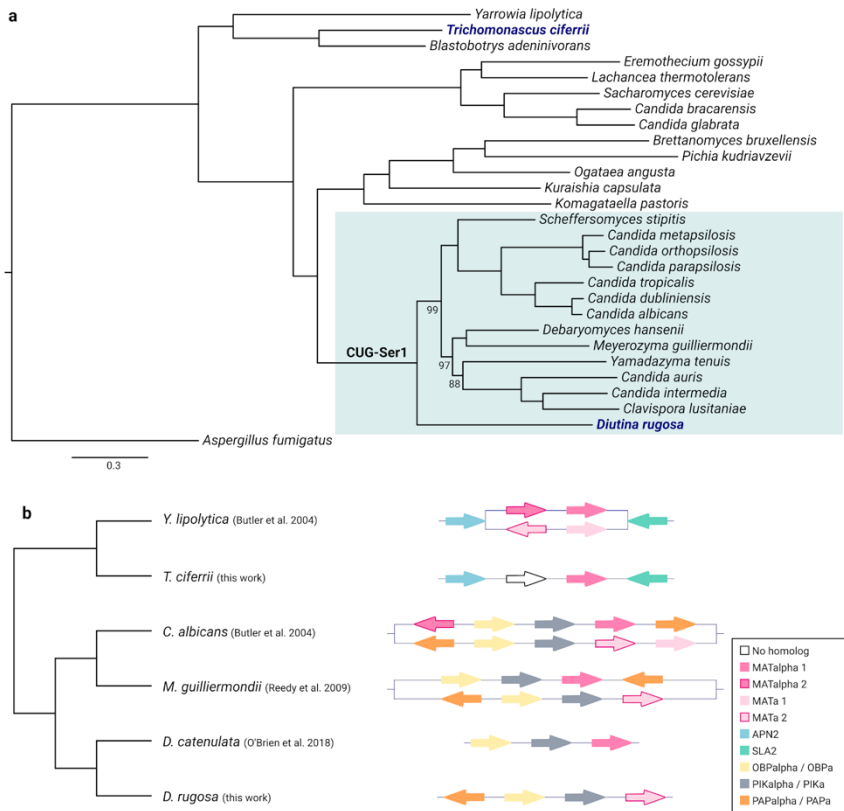 a
Yarrowia lipolytica
Trichomonascus ciferrii
Blastobotrys adeninivorans
Eremothecium gossypii
Lachancea thermotolerans
Sacharomyces cerevisiae
Candida bracarensis
Candida glabrata
Brettanomyces bruxellensis
Pichia kudriavzevii
Ogataea angusta
Kuraishia capsulata
Komagataella pastoris
Scheffersomyces stipitis
Candida metapsilosis
Candida orthopsilosis
Candida parapsilosis
Candida tropicalis
99
Candida dubliniensis
Candida albicans
Debaryomyces hansenii
CUG-Ser1
Meyerozyma guilliermondii
97
Yamadazyma tenuis
88
Candida auris
Candida intermedia
Clavispora lusitaniae
Diutina rugosa
Aspergillus fumigatus
0.3
b
Y. lipolytica (Butler et al. 2004)
T. ciferrii (this work)
C. albicans (Butler et al. 2004)
M. guilliermondii (Reedy et al. 2009)
D. catenulata (O'Brien et al. 2018)
D. rugosa (this work)
No homolog
MATalpha 1
MATalpha 2
MATa 1
MATa 2
APN2
SLA2
OBPalpha / OBPa
PIKalpha / PIKa
PAPalpha / PAPa